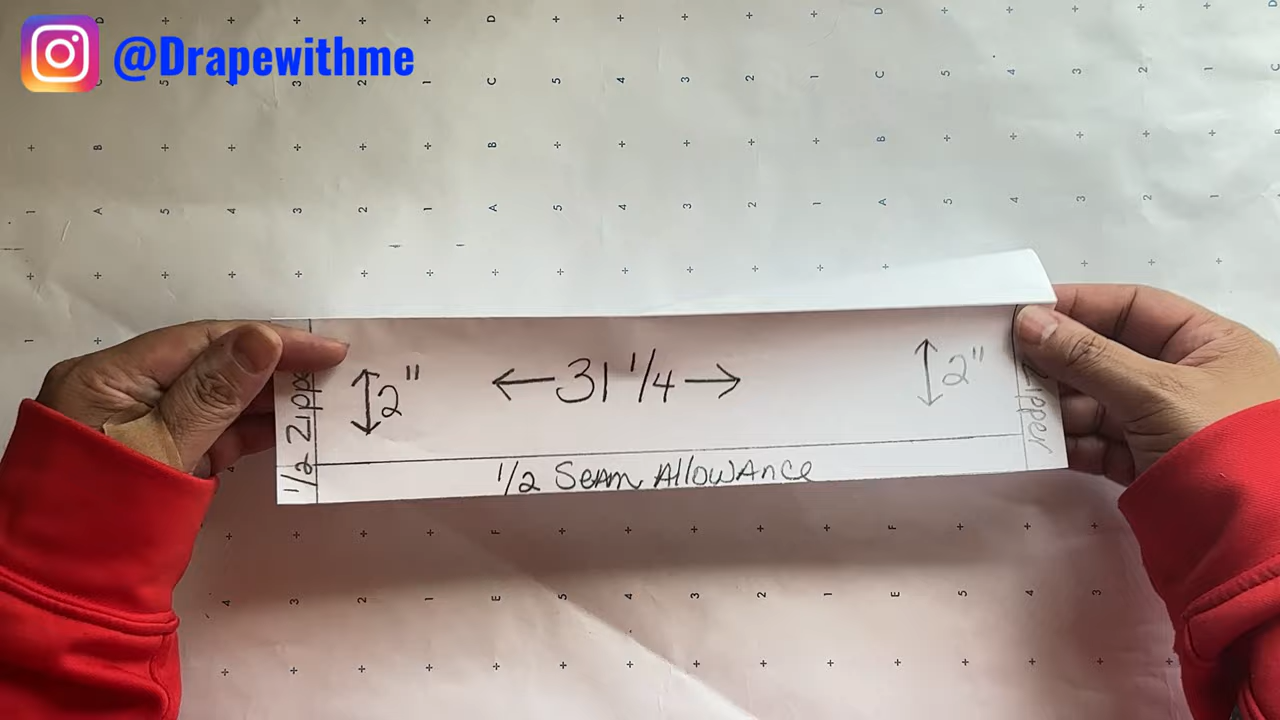 @Drapewithme
1/2 Zipper
2"
←31 1/4→
2"
Zipper
1/2 Seam Allowance